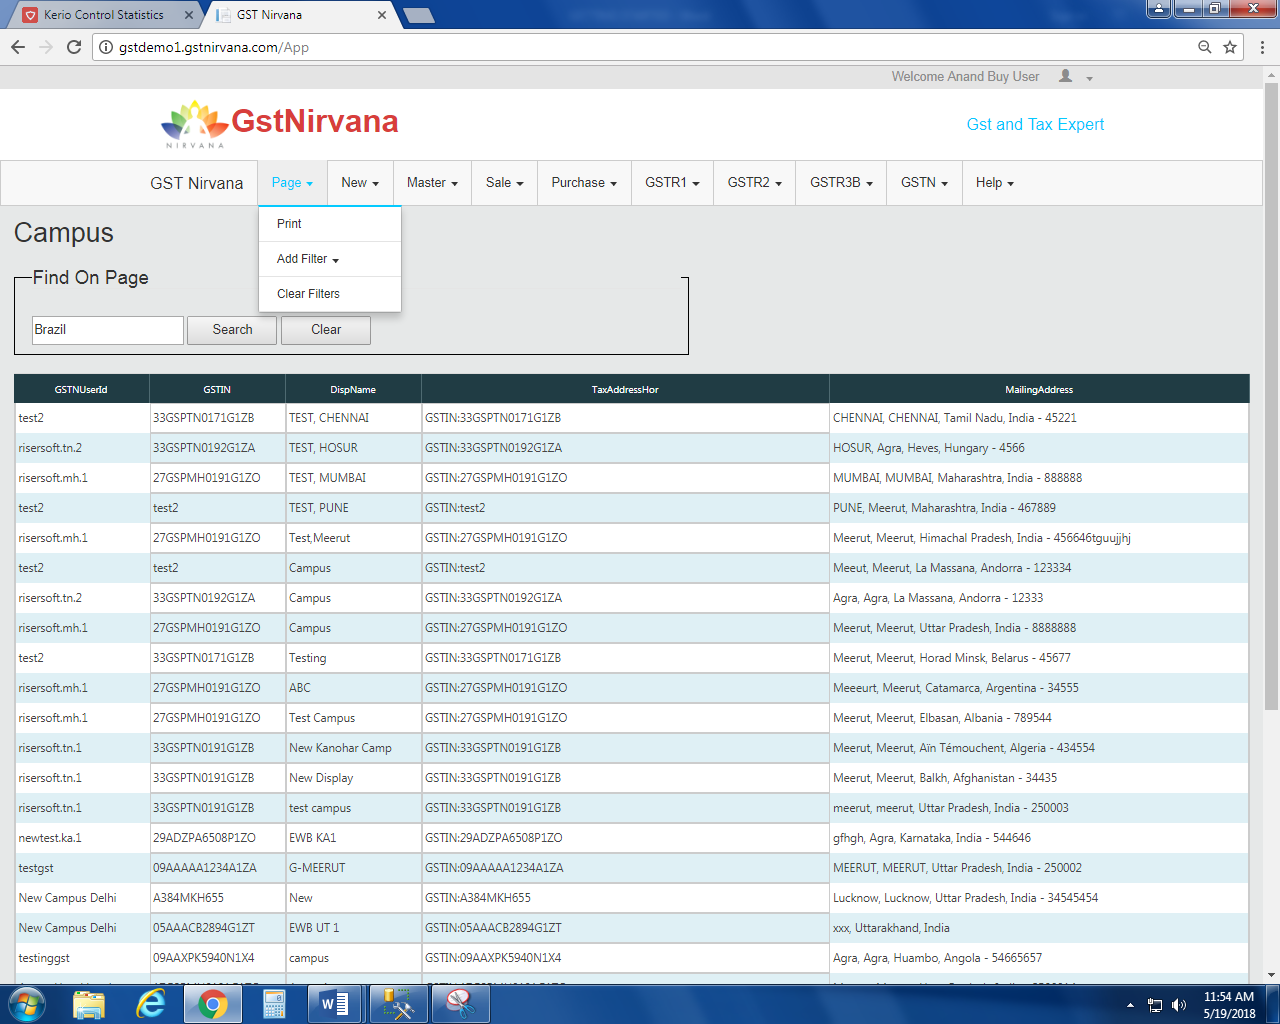 Kerio Control Statistics
GST Nirvana
gstdemo1.gstnirvana.com/App
Welcome Anand Buy User
NIRVANA
GstNirvana
Gst and Tax Expert
GST Nirvana Page New Master Sale Purchase GSTR1 GSTR2 GSTR3B GSTN Help
Print
Add Filter
Clear Filters
Campus
Find On Page
Brazil Search Clear
GSTNUserId GSTIN DispName TaxAddressHor MailingAddress
test2 33GSPTN0171G1ZB TEST, CHENNAI GSTIN:33GSPTN0171G1ZB CHENNAI, CHENNAI, Tamil Nadu, India - 45221
risersoft.tn.2 33GSPTN0192G1ZA TEST, HOSUR GSTIN:33GSPTN0192G1ZA HOSUR, Agra, Heves, Hungary - 4566
risersoft.mh.1 27GSPMH0191G1ZO TEST, MUMBAI GSTIN:27GSPMH0191G1ZO MUMBAI, MUMBAI, Maharashtra, India - 888888
test2 test2 TEST, PUNE GSTIN:test2 PUNE, Meerut, Maharashtra, India - 467889
risersoft.mh.1 27GSPMH0191G1ZO Test,Meerut GSTIN:27GSPMH0191G1ZO Meerut, Meerut, Himachal Pradesh, India - 456646tguujjhj
test2 test2 Campus GSTIN:test2 Meeut, Meerut, La Massana, Andorra - 123334
risersoft.tn.2 33GSPTN0192G1ZA Campus GSTIN:33GSPTN0192G1ZA Agra, Agra, La Massana, Andorra - 12333
risersoft.mh.1 27GSPMH0191G1ZO Campus GSTIN:27GSPMH0191G1ZO Meerut, Meerut, Uttar Pradesh, India - 8888888
test2 33GSPTN0171G1ZB Testing GSTIN:33GSPTN0171G1ZB Meerut, Meerut, Horad Minsk, Belarus - 45677
risersoft.mh.1 27GSPMH0191G1ZO ABC GSTIN:27GSPMH0191G1ZO Meeeurt, Meerut, Catamarca, Argentina - 34555
risersoft.mh.1 27GSPMH0191G1ZO Test Campus GSTIN:27GSPMH0191G1ZO Meerut, Meerut, Elbasan, Albania - 789544
risersoft.tn.1 33GSPTN0191G1ZB New Kanohar Camp GSTIN:33GSPTN0191G1ZB Meerut, Meerut, Aïn Témouchent, Algeria - 434554
risersoft.tn.1 33GSPTN0191G1ZB New Display GSTIN:33GSPTN0191G1ZB Meerut, Meerut, Balkh, Afghanistan - 34435
risersoft.tn.1 33GSPTN0191G1ZB test campus GSTIN:33GSPTN0191G1ZB meerut, meerut, Uttar Pradesh, India - 250003
newtest.ka.1 29ADZPA6508P1ZO EWB KA1 GSTIN:29ADZPA6508P1ZO gfhgh, Agra, Karnataka, India - 544646
testgst 09AAAAA1234A1ZA G-MEERUT GSTIN:09AAAAA1234A1ZA MEERUT, MEERUT, Uttar Pradesh, India - 250002
New Campus Delhi A384MKH655 New GSTIN:A384MKH655 Lucknow, Lucknow, Uttar Pradesh, India - 34545454
New Campus Delhi 05AAACB2894G1ZT EWB UT 1 GSTIN:05AAACB2894G1ZT xxx, Uttarakhand, India
testinggst 09AAXPK5940N1X4 campus GSTIN:09AAXPK5940N1X4 Agra, Agra, Huambo, Angola - 54665657
11:54 AM
5/19/2018